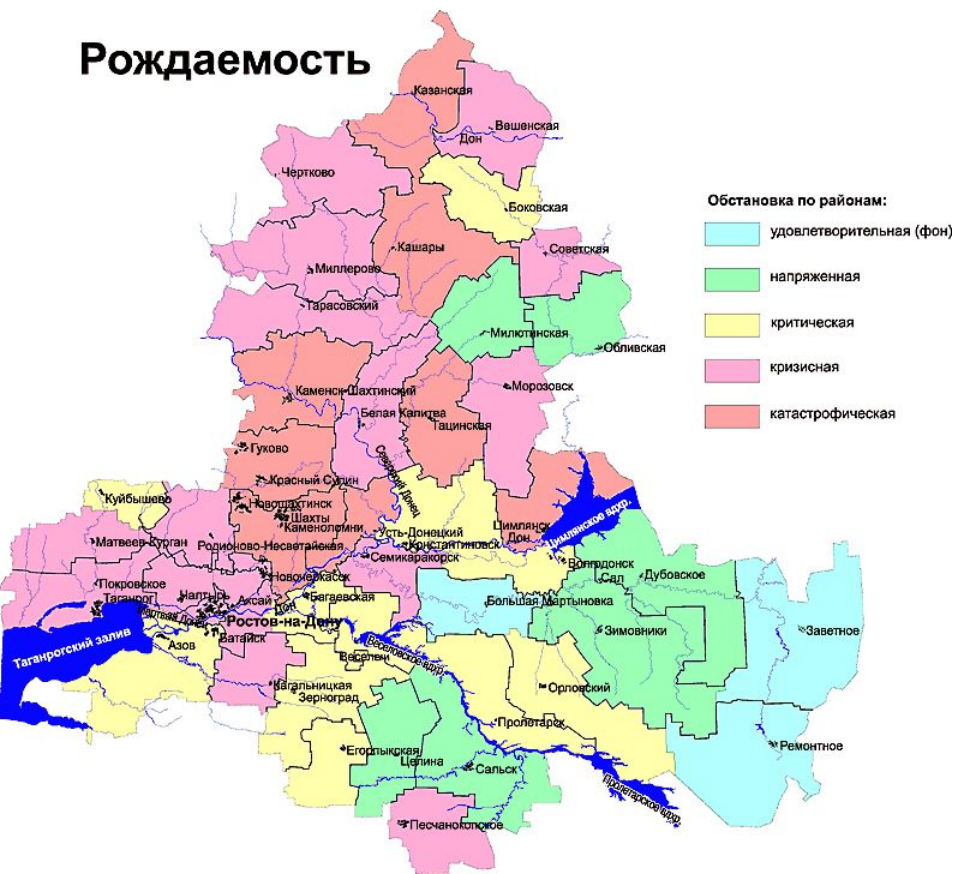 Рождаемость
Казанская
Вешенская
Дон
Чертково
Боковская
Кашары
Советская
Миллерово
Тарасовский
Милютинская
Обливская
Каменск-Шахтинский
Морозовск
Белая Калитва
Тацинская
Гуково
Северский Донец
Красный Сулин
Куйбышево
Новошахтинск
Шахты
Каменоломни
Цимлянск
Дон
Цимлянское вдхр.
Матвеев-Курган
Родионово-Несветайская
Усть-Донецкий
Константиновск
Семикаракорск
Волгодонск
Сал
Дубовское
Покровское
Новочеркасск
Таганрог
Чалтырь
Аксай
Дон
Багаевская
Большая Мартыновка
Мертвый Донец
Ростов-на-Дону
Зимовники
Заветное
Таганрогский залив
Азов
Батайск
Веселый
Веселовское вдхр.
Кагальницкая
Зерноград
Орловский
Пролетарск
Егорлыкская
Целина
Сальск
Ремонтное
Пролетарское вдхр.
Песчанокопское
Обстановка по районам:
удовлетворительная (фон)
напряженная
критическая
кризисная
катастрофическая